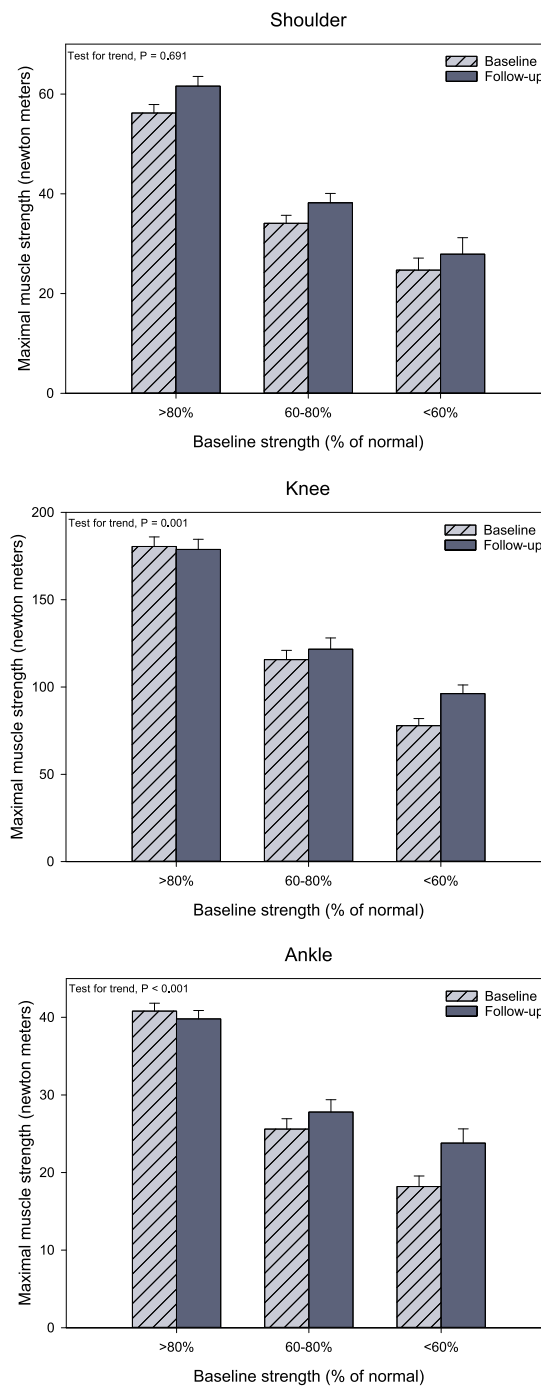 Shoulder
Test for trend, P = 0.691
Baseline
Follow-up
60
40
20
0
Maximal muscle strength (newton meters)
>80%
60-80%
<60%
Baseline strength (% of normal)
Knee
Test for trend, P = 0.001
Baseline
Follow-up
200
150
100
50
0
Maximal muscle strength (newton meters)
>80%
60-80%
<60%
Baseline strength (% of normal)
Ankle
Test for trend, P < 0.001
Baseline
Follow-up
40
30
20
10
0
Maximal muscle strength (newton meters)
>80%
60-80%
<60%
Baseline strength (% of normal)